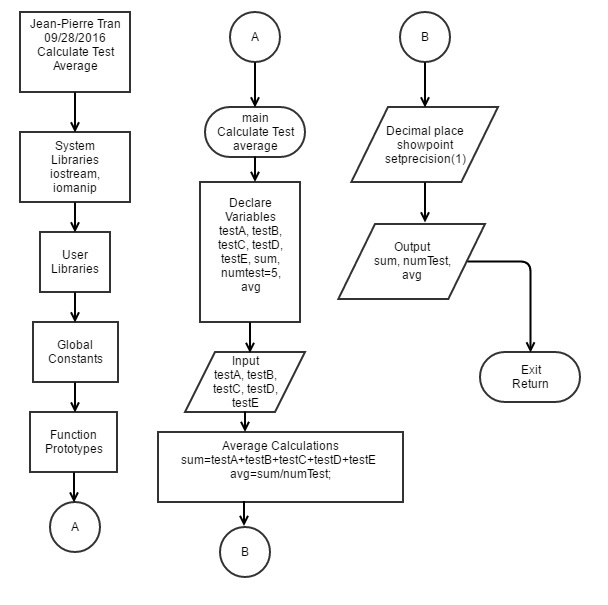 Jean-Pierre Tran
09/28/2016
Calculate Test
Average
System
Libraries
iostream,
iomanip
User
Libraries
Global
Constants
Function
Prototypes
A
A
main
Calculate Test
average
Declare
Variables
testA, testB,
testC, testD,
testE, sum,
numtest=5,
avg
Input
testA, testB,
testC, testD,
testE
Average Calculations
sum=testA+testB+testC+testD+testE
avg=sum/numTest;
B
B
Decimal place
showpoint
setprecision(1)
Output
sum, numTest,
avg
Exit
Return